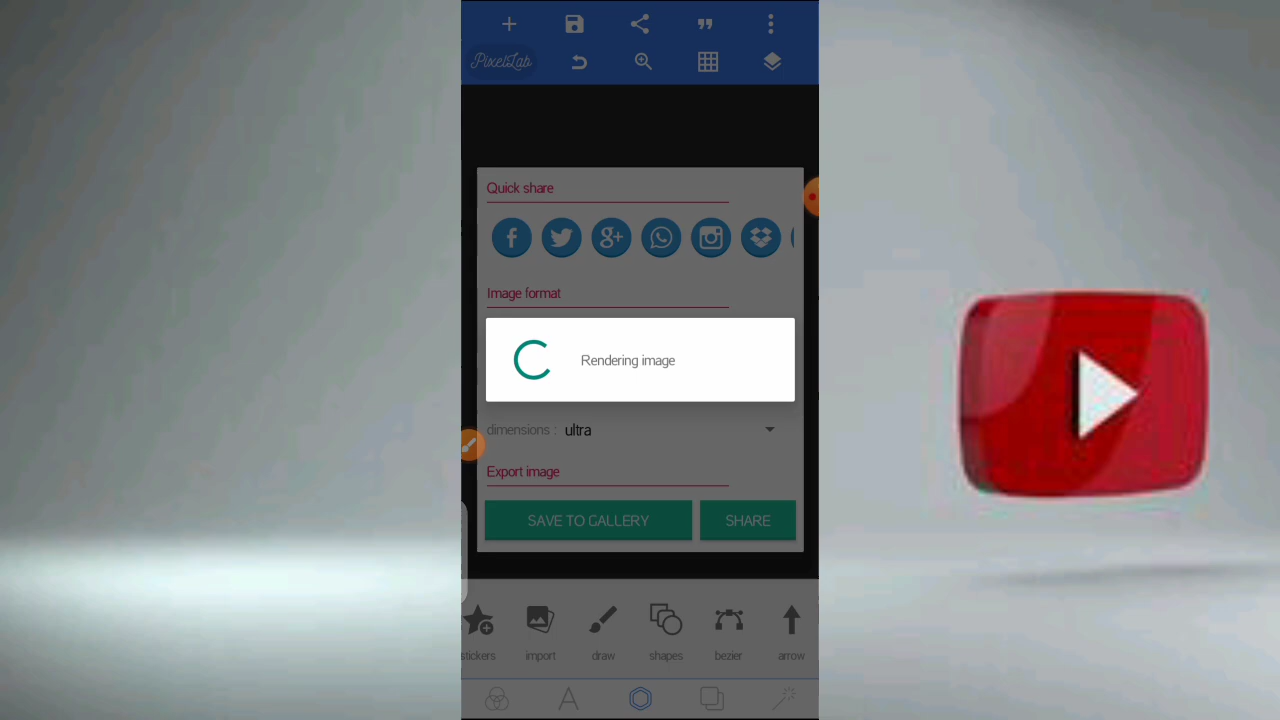 PixelLab
Quick share
Image format
Rendering image
dimensions : ultra
Export image
SAVE TO GALLERY SHARE
stickers import draw shapes bezier arrow